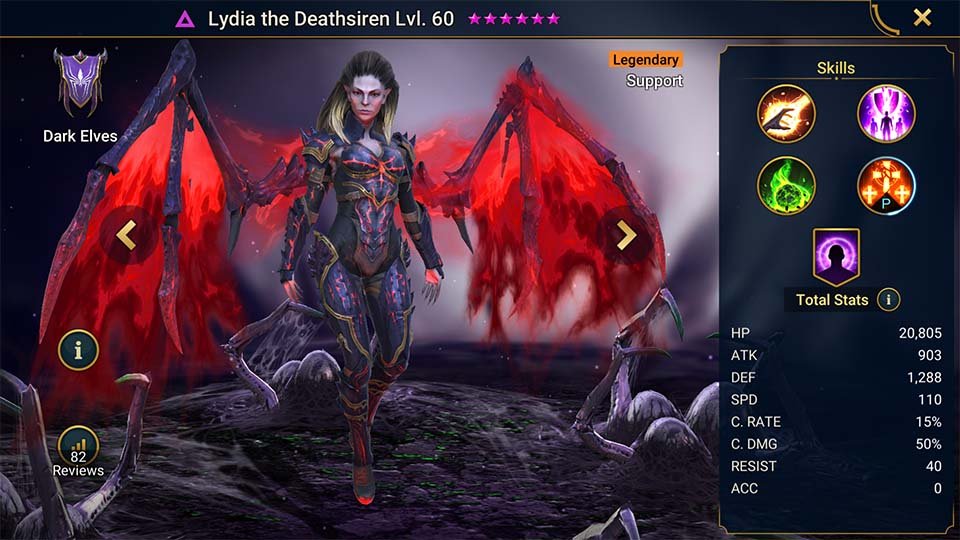 Lydia the Deathsiren Lvl. 60
Dark Elves
Legendary
Support
82
Reviews
Skills
P
Total Stats
HP 20,805
ATK 903
DEF 1,288
SPD 110
C. RATE 15%
C. DMG 50%
RESIST 40
ACC 0